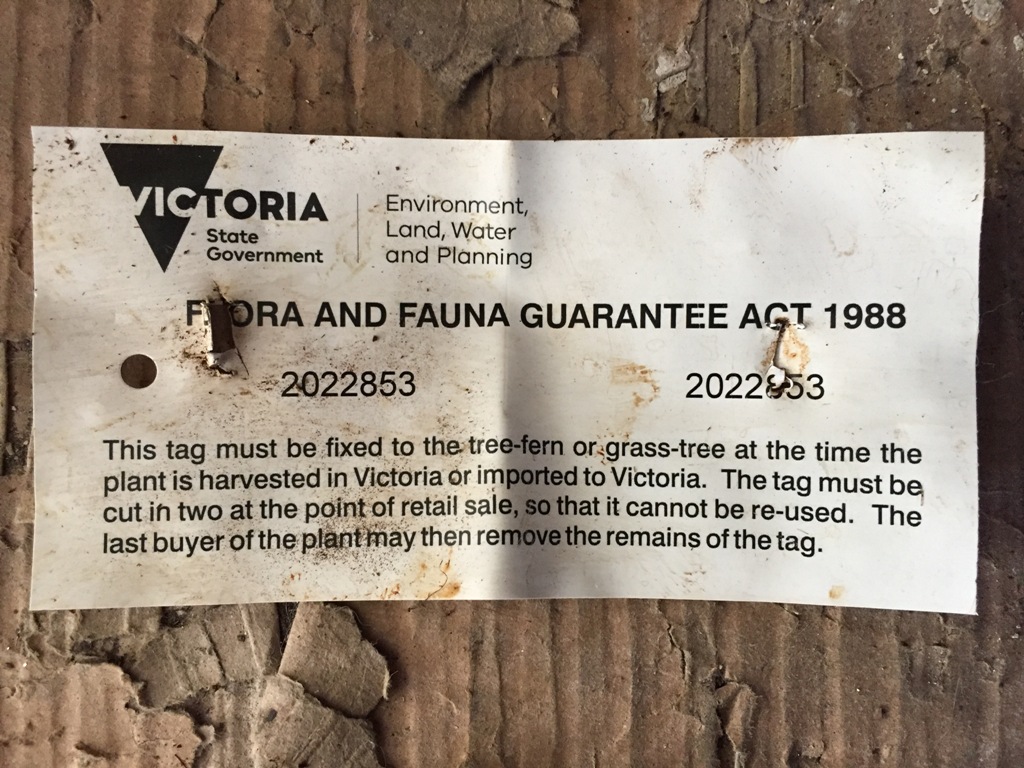 VICTORIA
State
Government
Environment,
Land, Water
and Planning
FLORA AND FAUNA GUARANTEE ACT 1988
2022853 2022853
This tag must be fixed to the tree-fern or grass-tree at the time the
plant is harvested in Victoria or imported to Victoria. The tag must be
cut in two at the point of retail sale, so that it cannot be re-used. The
last buyer of the plant may then remove the remains of the tag.